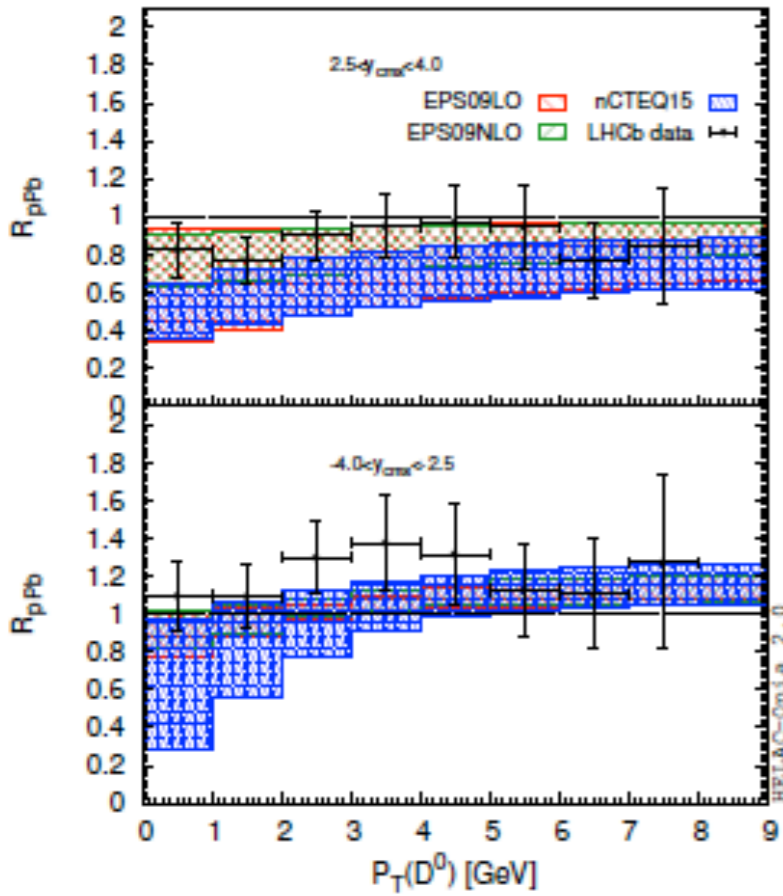 2
1.8
1.6
1.4
1.2
1
0.8
0.6
0.4
0.2
0
R_pPb
2.5<y_cms<4.0
EPS09LO nCTEQ15
EPS09NLO LHCb data
2
1.8
1.6
1.4
1.2
1
0.8
0.6
0.4
0.2
0
R_pPb
-4.0<y_cms<-2.5
0 1 2 3 4 5 6 7 8 9
P_T(D^0) [GeV]